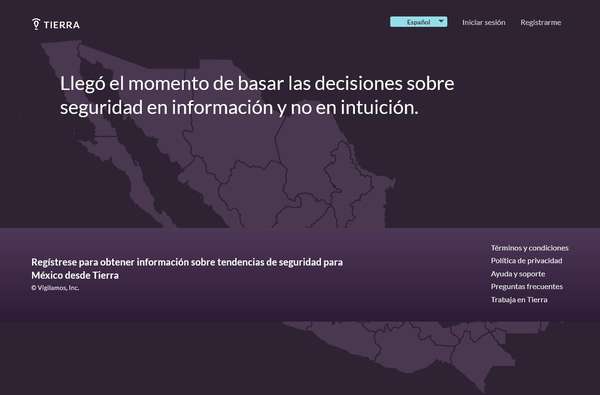 TIERRA
Español
Iniciar sesión
Registrarme
Llegó el momento de basar las decisiones sobre
seguridad en información y no en intuición.
Regístrese para obtener información sobre tendencias de seguridad para
México desde Tierra
© Vigilamos, Inc.
Términos y condiciones
Política de privacidad
Ayuda y soporte
Preguntas frecuentes
Trabaja en Tierra